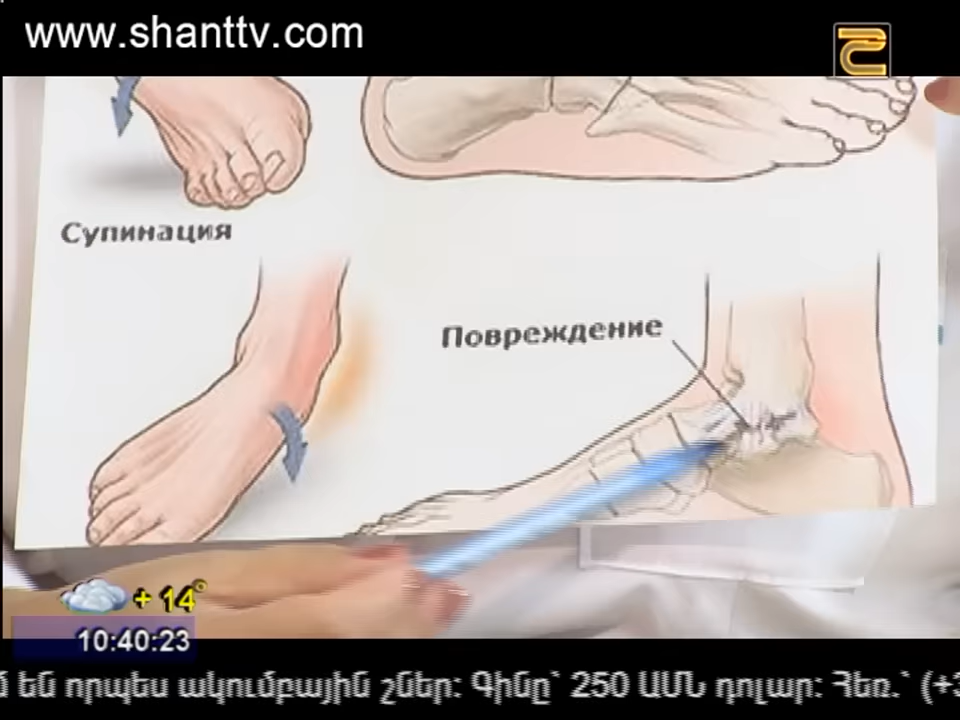 www.shanttv.com
Супинация
Повреждение
+ 14°
10:40:23
են որպես ակումբային շներ: Գինը՝ 250 ԱՄՆ դոլար: Հեռ.՝ (+3